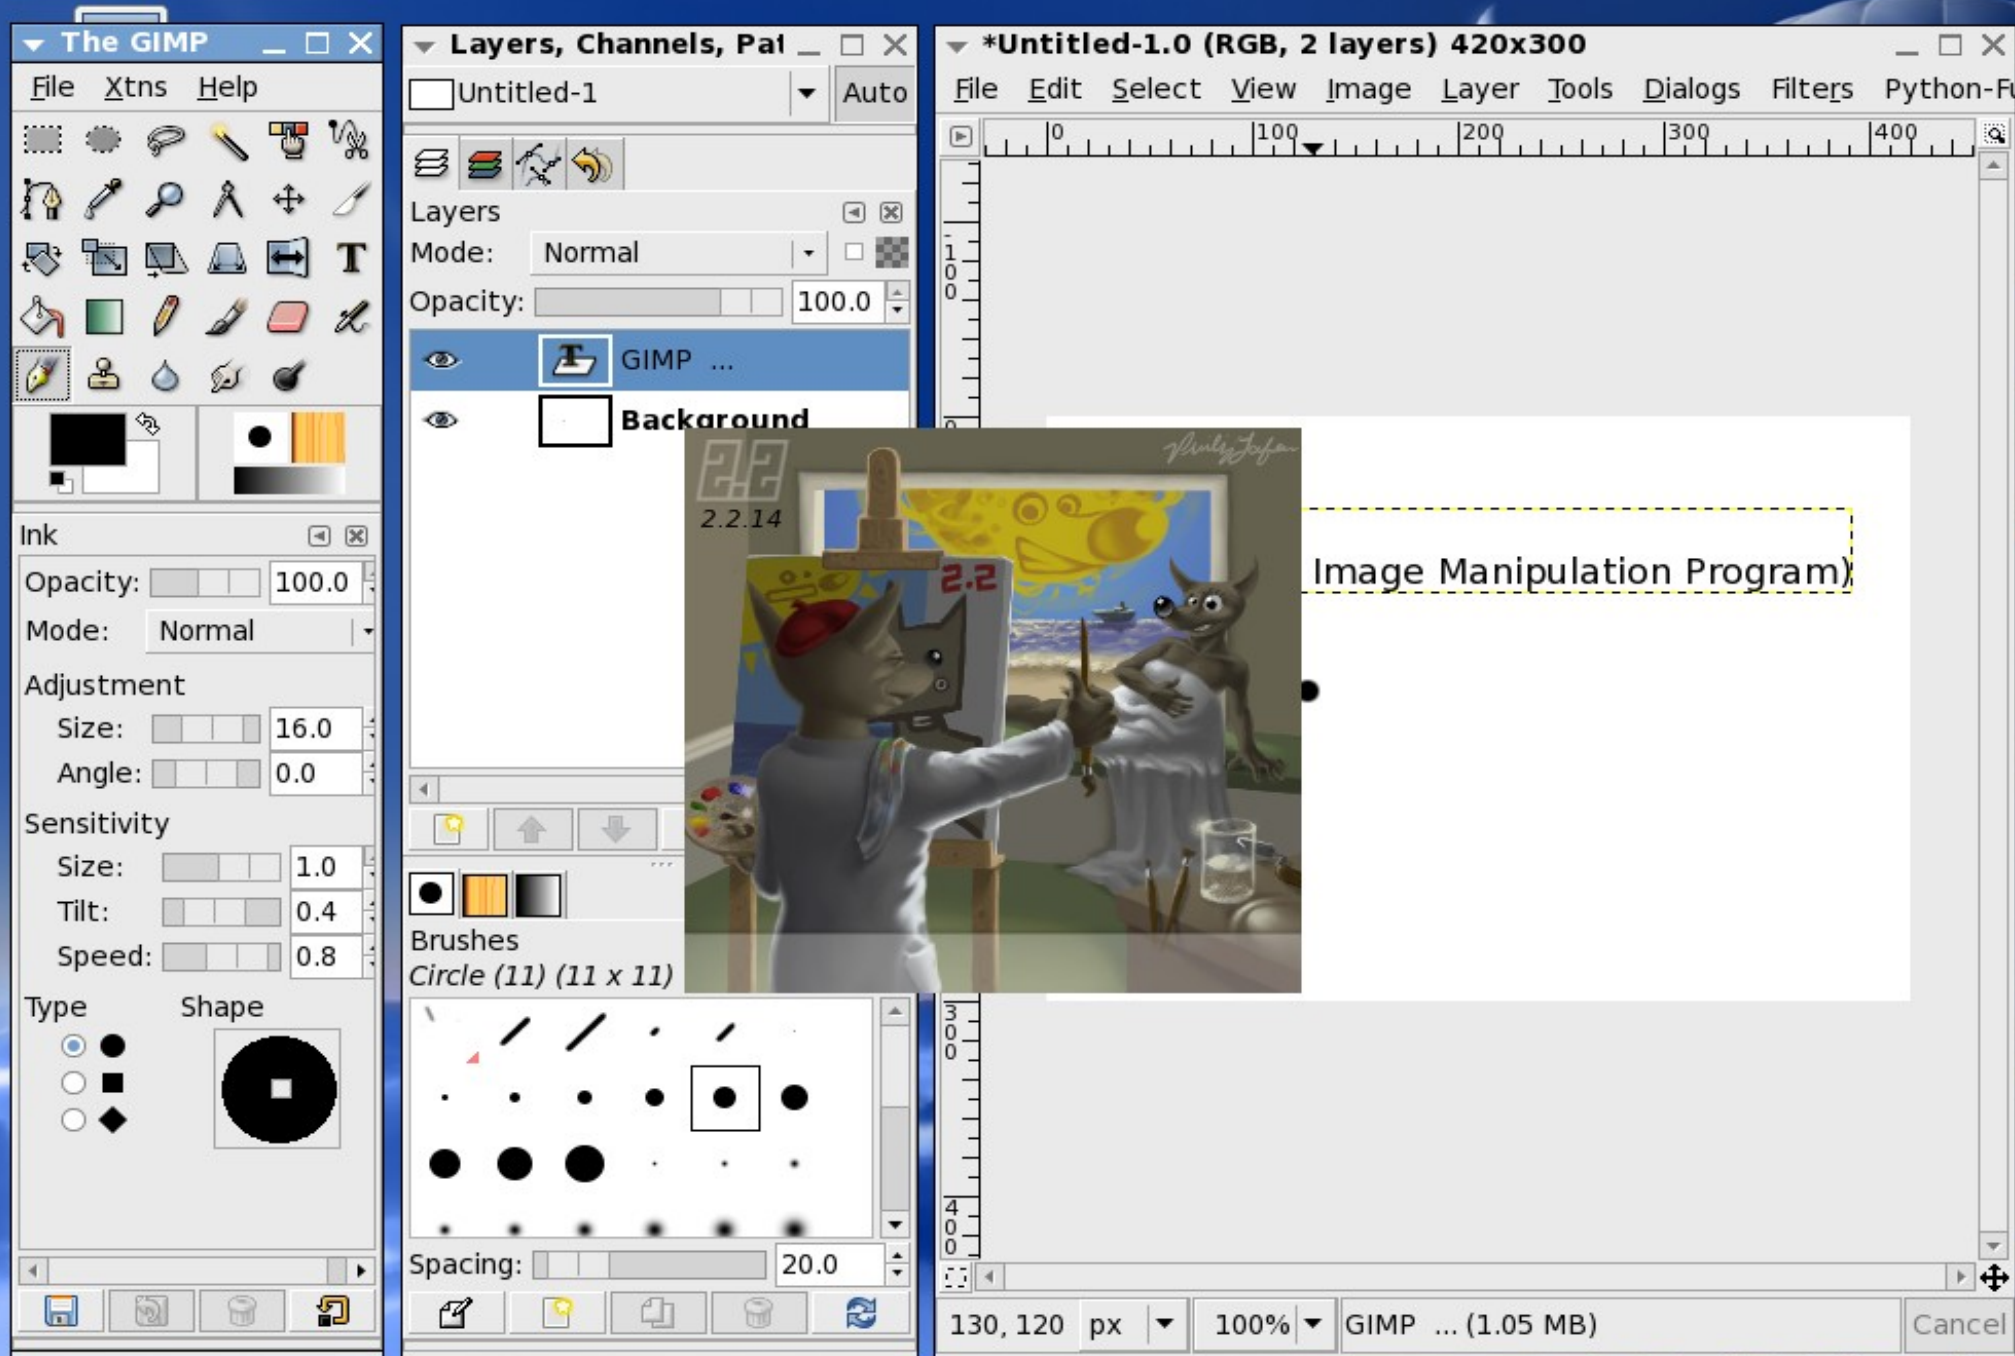 The GIMP
File Xtns Help
Ink
Opacity: 100.0
Mode: Normal
Adjustment
Size: 16.0
Angle: 0.0
Sensitivity
Size: 1.0
Tilt: 0.4
Speed: 0.8
Type Shape
Layers, Channels, Pat
Untitled-1 Auto
Layers
Mode: Normal
Opacity: 100.0
GIMP ...
Background
Brushes
Circle (11) (11 x 11)
Spacing: 20.0
*Untitled-1.0 (RGB, 2 layers) 420x300
File Edit Select View Image Layer Tools Dialogs Filters Python-Fu
0 100 200 300 400
-100
0
300
400
2.2
2.2.14
2.2
Image Manipulation Program)
130, 120 px 100% GIMP ... (1.05 MB) Cancel